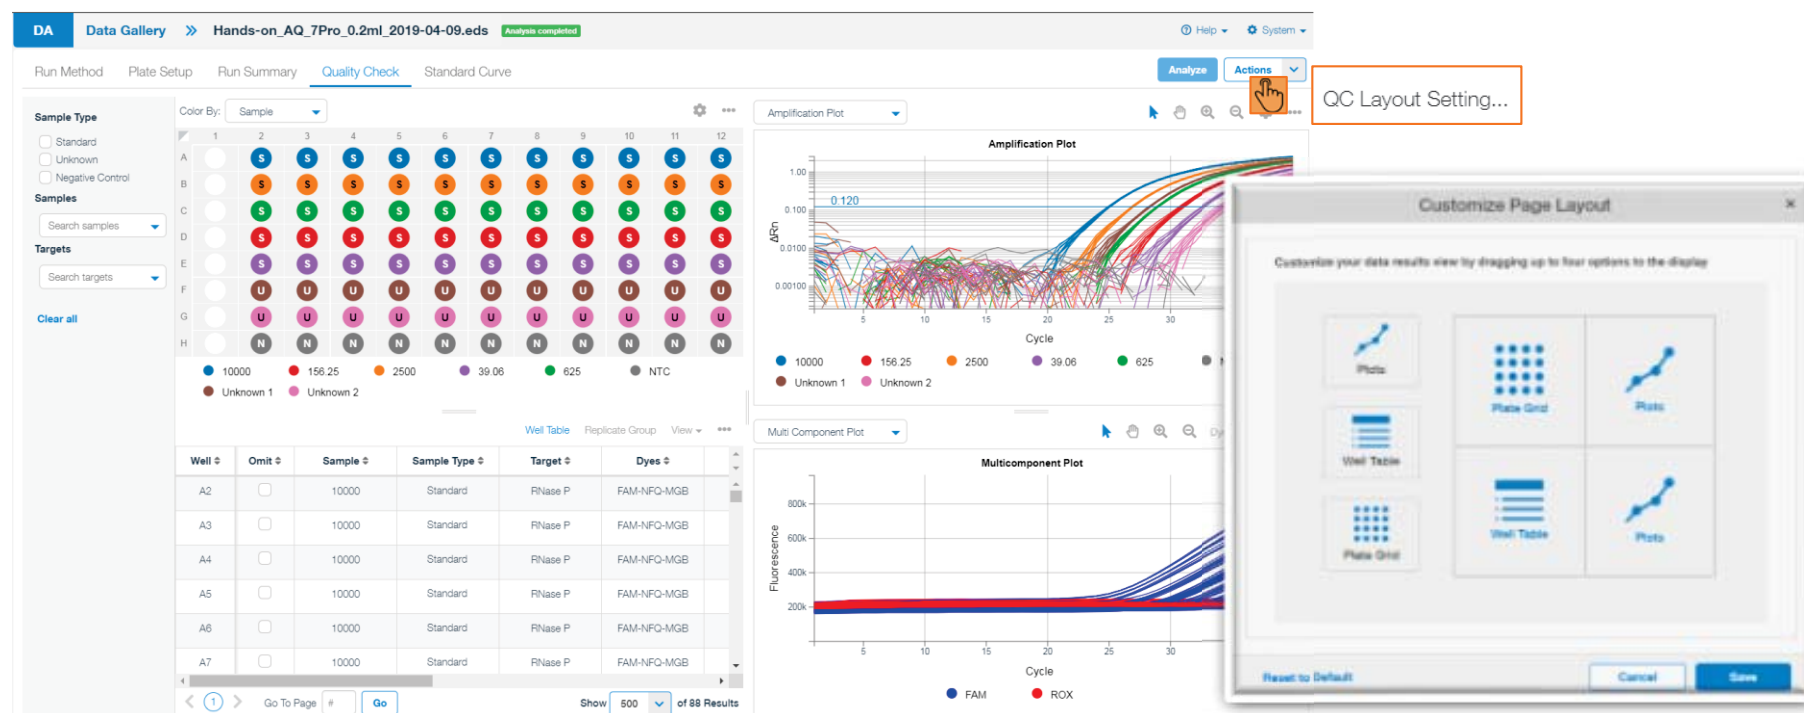 DA Data Gallery » Hands-on_AQ_7Pro_0.2ml_2019-04-09.eds Analysis completed Help System
Run Method Plate Setup Run Summary Quality Check Standard Curve Analyze Actions
QC Layout Setting...
Sample Type
Standard
Unknown
Negative Control
Samples
Search samples
Targets
Search targets
Clear all
Color By: Sample
1 2 3 4 5 6 7 8 9 10 11 12
A S S S S S S S S S S S
B S S S S S S S S S S S
C S S S S S S S S S S S
D S S S S S S S S S S S
E S S S S S S S S S S S
F U U U U U U U U U U U
G U U U U U U U U U U U
H N N N N N N N N N N N
10000 156.25 2500 39.06 625 NTC
Unknown 1 Unknown 2
Well Table Replicate Group View
Well Omit Sample Sample Type Target Dyes
A2 10000 Standard RNase P FAM-NFQ-MGB
A3 10000 Standard RNase P FAM-NFQ-MGB
A4 10000 Standard RNase P FAM-NFQ-MGB
A5 10000 Standard RNase P FAM-NFQ-MGB
A6 10000 Standard RNase P FAM-NFQ-MGB
A7 10000 Standard RNase P FAM-NFQ-MGB
1 Go To Page # Go Show 500 of 88 Results
Amplification Plot
Amplification Plot
1.00
0.120
0.100
0.0100
0.00100
ΔRn
5 10 15 20 25 30
Cycle
10000 156.25 2500 39.06 625
Unknown 1 Unknown 2
Multi Component Plot
Multicomponent Plot
800k
600k
400k
200k
Fluorescence
5 10 15 20 25 30
Cycle
FAM ROX
Customize Page Layout ×
Customize your data results view by dragging up to four options to the display
Plots
Well Table
Plate Grid
Plate Grid Plots
Well Table Plots
Reset to Default Cancel Save